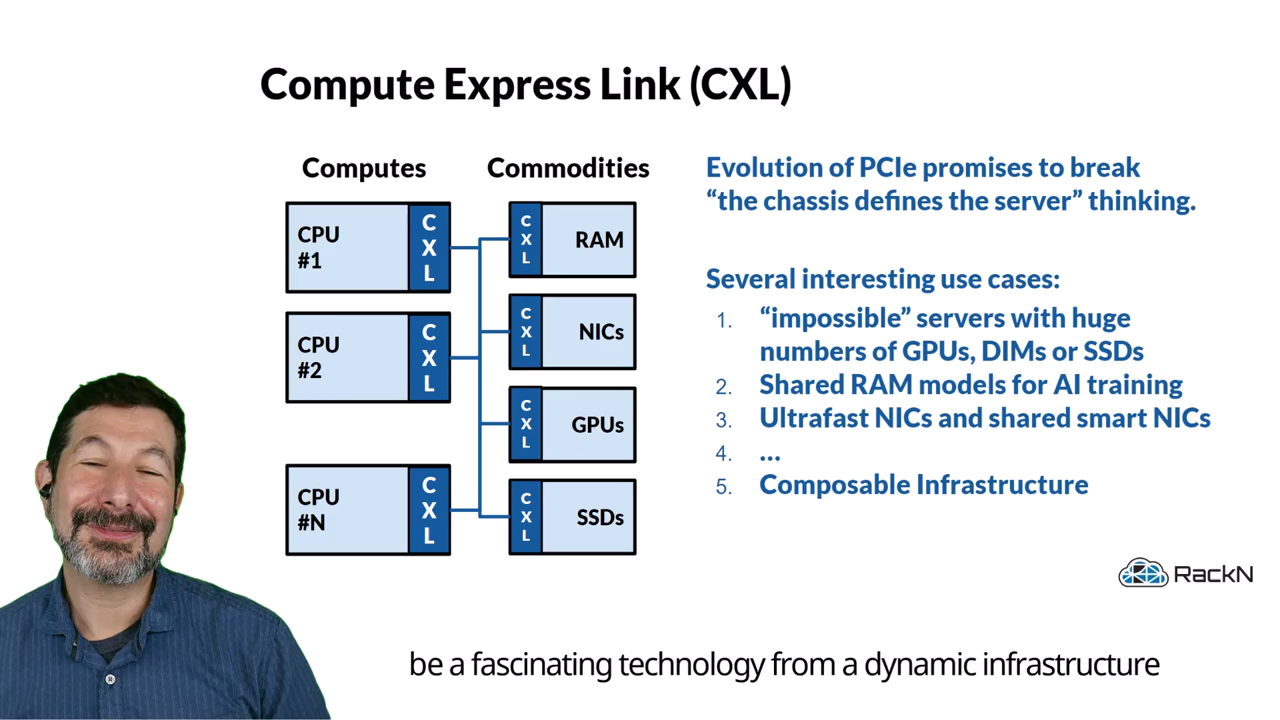 Compute Express Link (CXL)
Computes
Commodities
CPU
#1
C
X
L
CPU
#2
C
X
L
CPU
#N
C
X
L
C
X
L
RAM
C
X
L
NICs
C
X
L
GPUs
C
X
L
SSDs
Evolution of PCIe promises to break
“the chassis defines the server” thinking.
Several interesting use cases:
1. “impossible” servers with huge
numbers of GPUs, DIMs or SSDs
2. Shared RAM models for AI training
3. Ultrafast NICs and shared smart NICs
4. ...
5. Composable Infrastructure
RackN
be a fascinating technology from a dynamic infrastructure